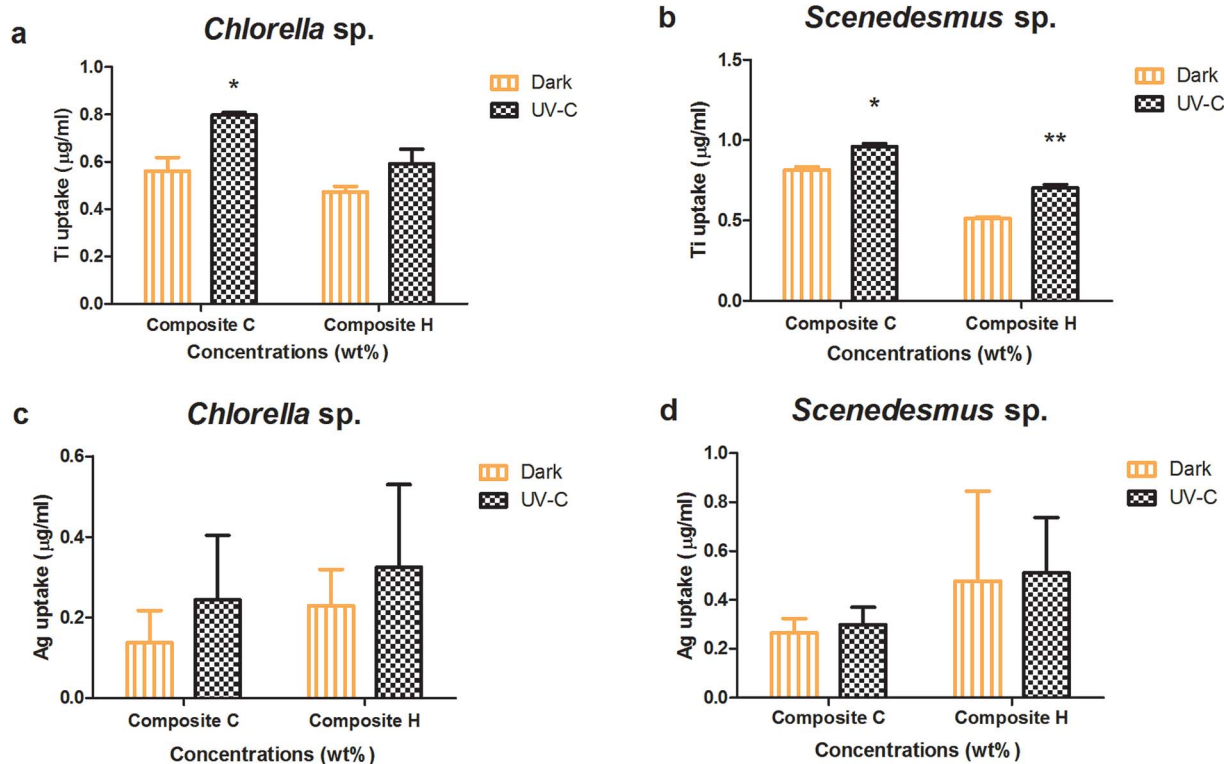 a
Chlorella sp.
Ti uptake (μg/ml)
1.0
0.8
0.6
0.4
0.2
0.0
*
Dark
UV-C
Composite C
Composite H
Concentrations (wt%)
b
Scenedesmus sp.
Ti uptake (μg/ml)
1.5
1.0
0.5
0.0
*
**
Dark
UV-C
Composite C
Composite H
Concentrations (wt%)
c
Chlorella sp.
Ag uptake (μg/ml)
0.6
0.4
0.2
0.0
Dark
UV-C
Composite C
Composite H
Concentrations (wt%)
d
Scenedesmus sp.
Ag uptake (μg/ml)
1.0
0.8
0.6
0.4
0.2
0.0
Dark
UV-C
Composite C
Composite H
Concentrations (wt%)